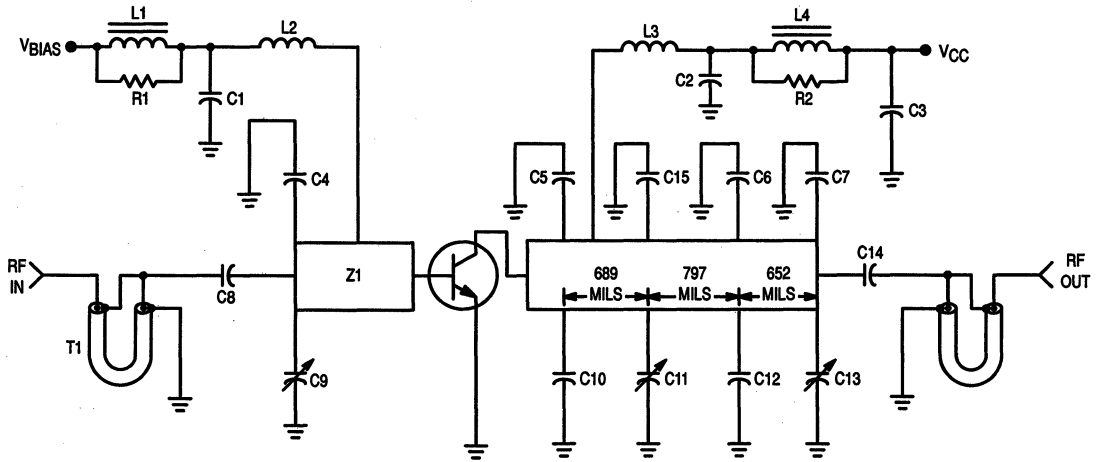 L1
L2
L3
L4
VBIAS
VCC
R1
C1
C2
R2
C3
C4
C5
C15
C6
C7
RF
IN
C8
Z1
689
MILS
797
MILS
652
MILS
C14
RF
OUT
T1
C9
C10
C11
C12
C13